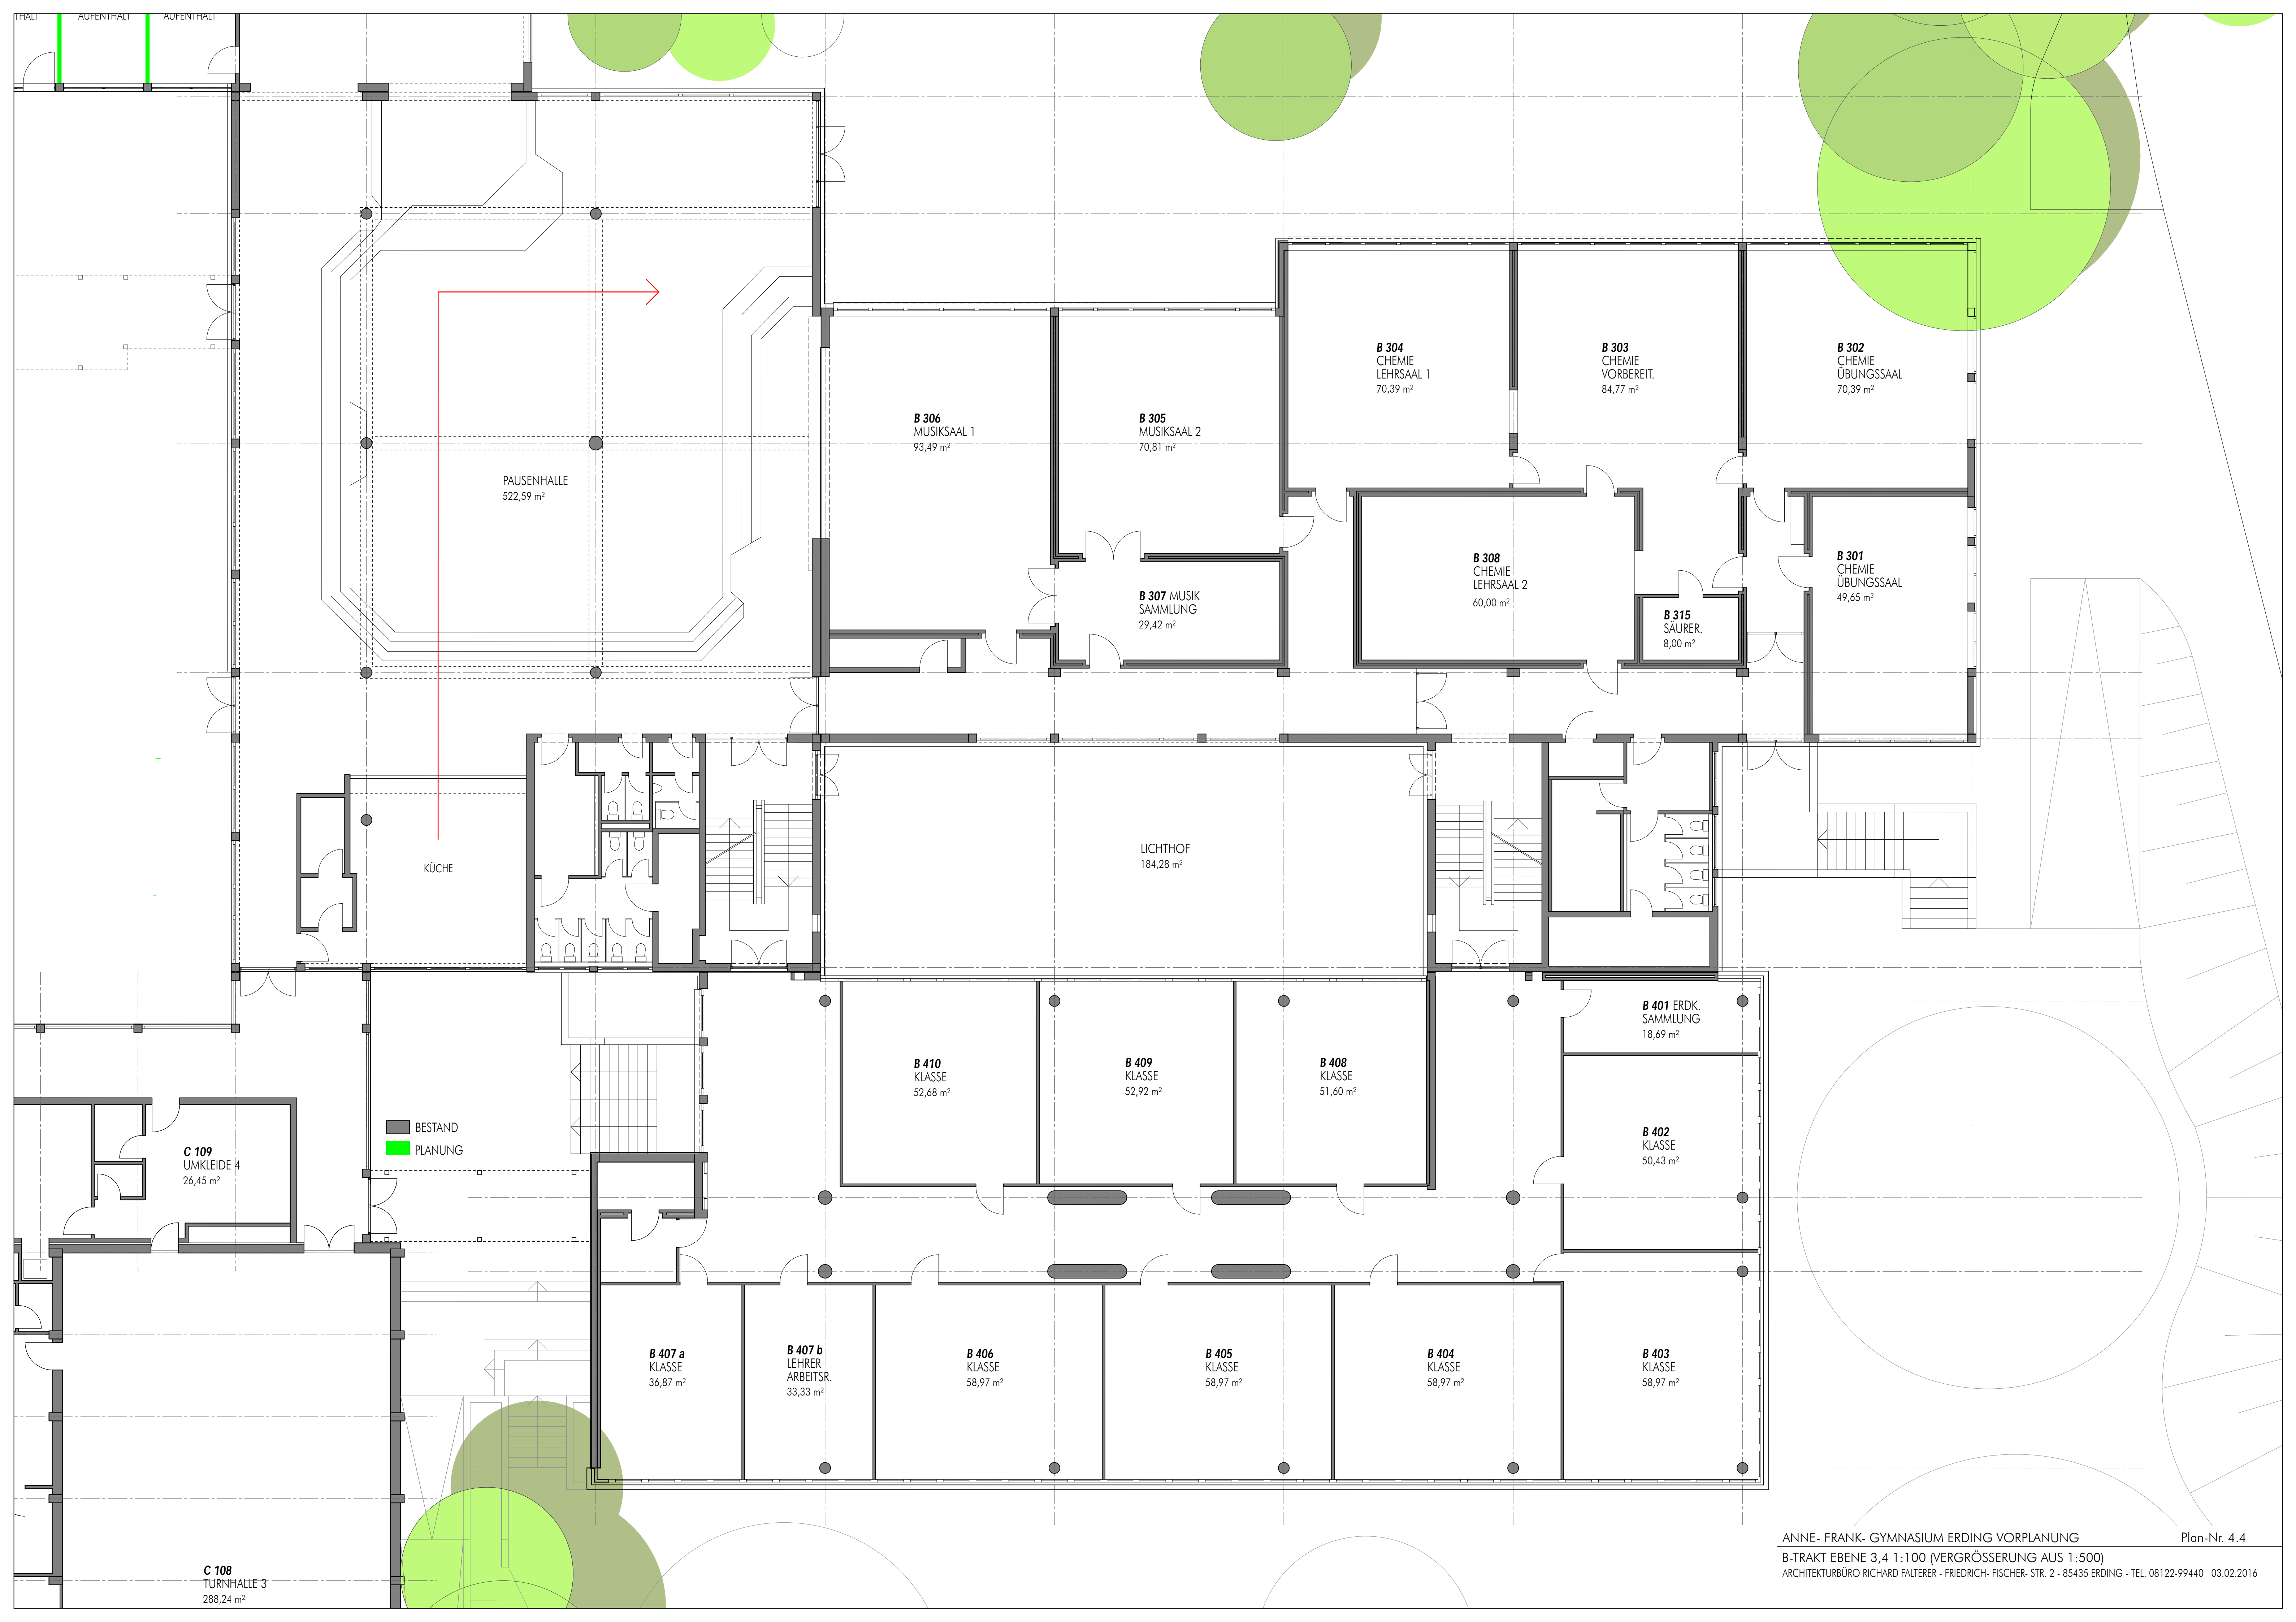 THALT
AUFENTHALT
AUFENTHALT
B 304
CHEMIE
LEHRSAAL 1
70,39 m²
B 303
CHEMIE
VORBEREIT.
84,77 m²
B 302
CHEMIE
ÜBUNGSSAAL
70,39 m²
B 306
MUSIKSAAL 1
93,49 m²
B 305
MUSIKSAAL 2
70,81 m²
PAUSENHALLE
522,59 m²
B 308
CHEMIE
LEHRSAAL 2
60,00 m²
B 301
CHEMIE
ÜBUNGSSAAL
49,65 m²
B 307 MUSIK
SAMMLUNG
29,42 m²
B 315
SÄURER.
8,00 m²
LICHTHOF
184,28 m²
KÜCHE
B 401 ERDK.
SAMMLUNG
18,69 m²
B 410
KLASSE
52,68 m²
B 409
KLASSE
52,92 m²
B 408
KLASSE
51,60 m²
BESTAND
PLANUNG
B 402
KLASSE
50,43 m²
C 109
UMKLEIDE 4
26,45 m²
B 407 a
KLASSE
36,87 m²
B 407 b
LEHRER
ARBEITSR.
33,33 m²
B 406
KLASSE
58,97 m²
B 405
KLASSE
58,97 m²
B 404
KLASSE
58,97 m²
B 403
KLASSE
58,97 m²
C 108
TURNHALLE 3
288,24 m²
ANNE- FRANK- GYMNASIUM ERDING VORPLANUNG Plan-Nr. 4.4
B-TRAKT EBENE 3,4 1:100 (VERGRÖSSERUNG AUS 1:500)
ARCHITEKTURBÜRO RICHARD FALTERER - FRIEDRICH- FISCHER- STR. 2 - 85435 ERDING - TEL. 08122-99440 03.02.2016